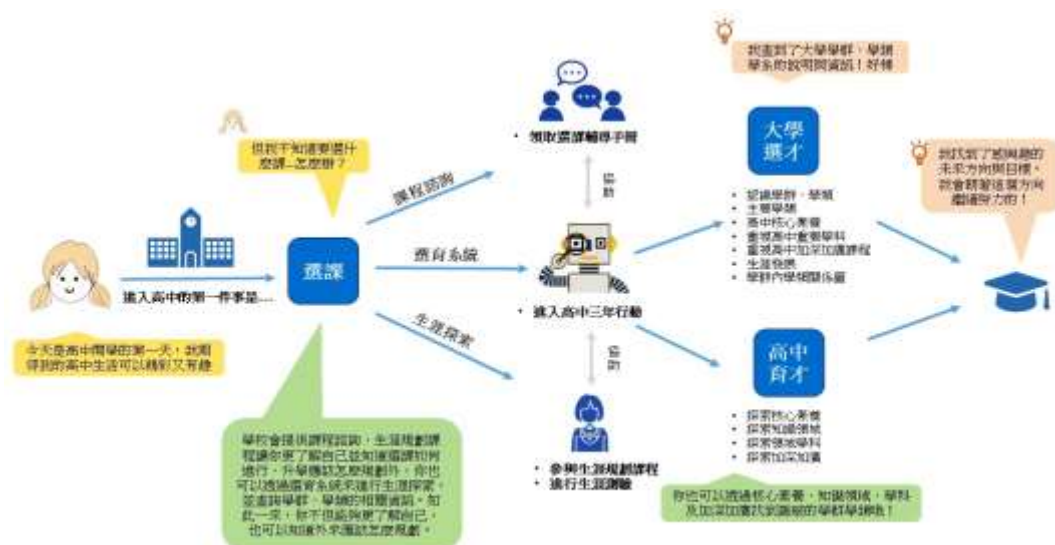 今天是高中開學的第一天，我期
待我的高中生活可以精彩又有趣
進入高中的第一件事是....
但我不知道要選什
麼課...怎麼辦？
選課
學校會提供課程諮詢，生涯規劃課
程讓你更了解自己並知道選課如何
進行，升學應該怎麼規劃外，你也
可以透過選育系統來進行生涯探索，
並查詢學群、學類的相關資訊。如
此一來，你不但能夠更了解自己，
也可以知道外來應該怎麼規劃。
課程諮詢
選育系統
生涯探索
• 領取選課輔導手冊
協助
• 進入高中三年行動
協助
• 參與生涯規劃課程
• 進行生涯測驗
我查到了大學學群、學類
學系的說明與資訊！好棒
大學
選才
• 認識學群、學類
• 主要學類
• 高中核心素養
• 重視高中重要學科
• 重視高中加深加廣課程
• 生涯發展
• 學群內學類關係圖
高中
育才
• 探索核心素養
• 探索知識領域
• 探索領域學科
• 探索加深加廣
你也可以透過核心素養，知識領域，學科
及加深加廣找到關聯的學群學類哦！
我找到了感興趣的
未來方向與目標。
我會朝著這個方向
繼續努力的！